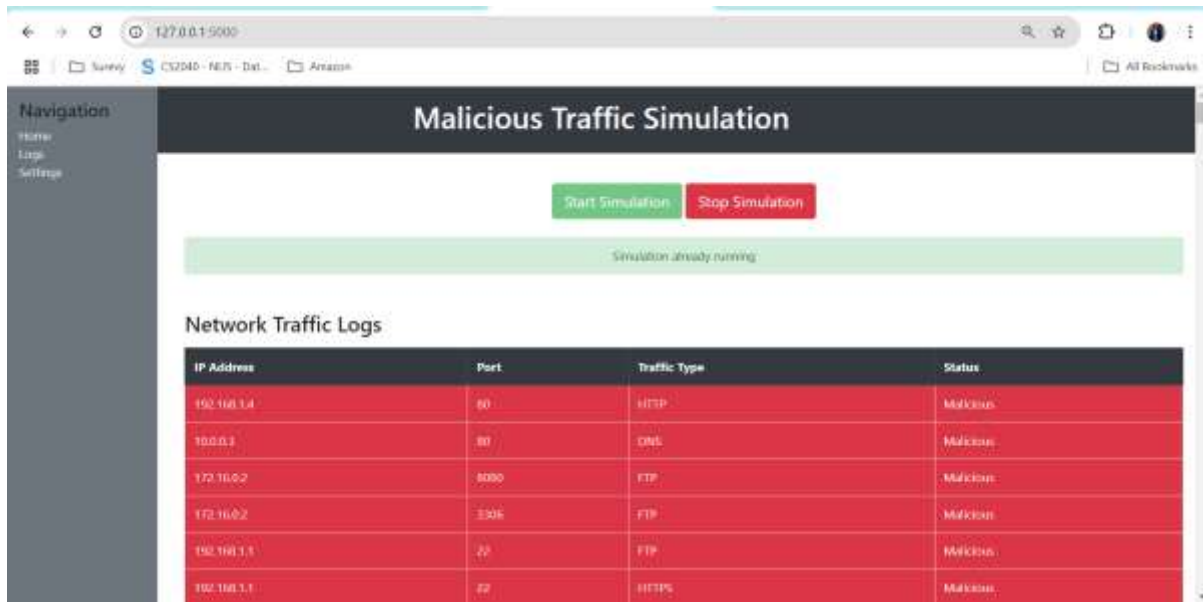 127.0.0.1:5000
Survey CS2040 - NUS - Dat... Amazon All Bookmarks
Navigation
Home
Logs
Settings
Malicious Traffic Simulation
Start Simulation Stop Simulation
Simulation already running
Network Traffic Logs
IP Address Port Traffic Type Status
192.168.1.4 80 HTTP Malicious
10.0.0.3 80 DNS Malicious
172.16.0.2 8080 FTP Malicious
172.16.0.2 3306 FTP Malicious
192.168.1.1 22 FTP Malicious
192.168.1.1 22 HTTPS Malicious